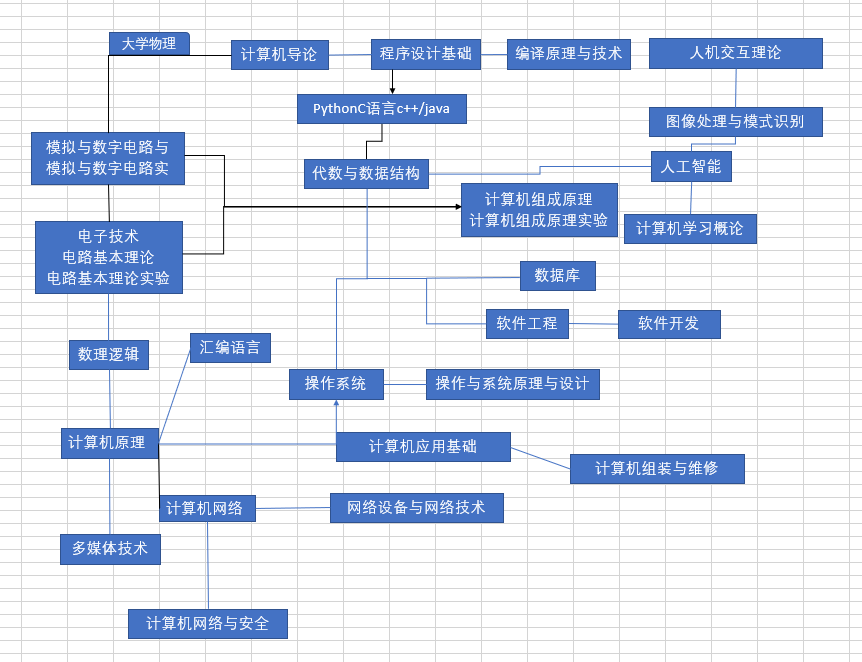 大学物理
计算机导论
程序设计基础
编译原理与技术
人机交互理论
PythonC语言c++/java
图像处理与模式识别
模拟与数字电路与
模拟与数字电路实
代数与数据结构
人工智能
计算机组成原理
计算机组成原理实验
计算机学习概论
电子技术
电路基本理论
电路基本理论实验
数据库
软件工程
软件开发
汇编语言
数理逻辑
操作系统
操作与系统原理与设计
计算机原理
计算机应用基础
计算机组装与维修
计算机网络
网络设备与网络技术
多媒体技术
计算机网络与安全